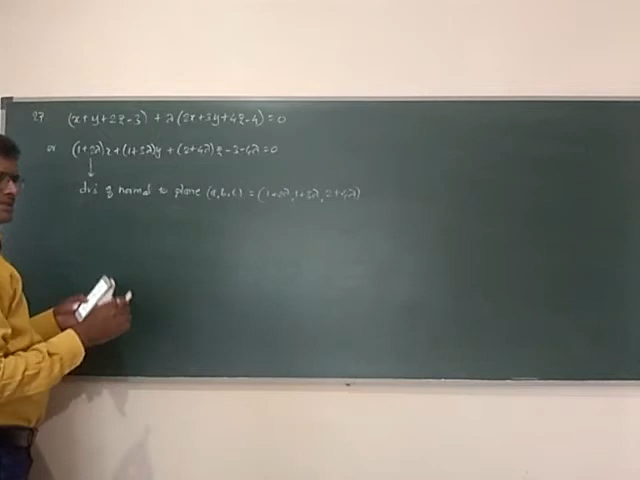 27 (x+y+2z-3) + λ(2x+3y+4z-4)=0
or (1+2λ)x+(1+3λ)y+(2+4λ)z-3-4λ=0
↓
dr's of normal to plane (a,b,c) = (1+2λ, 1+3λ, 2+4λ)